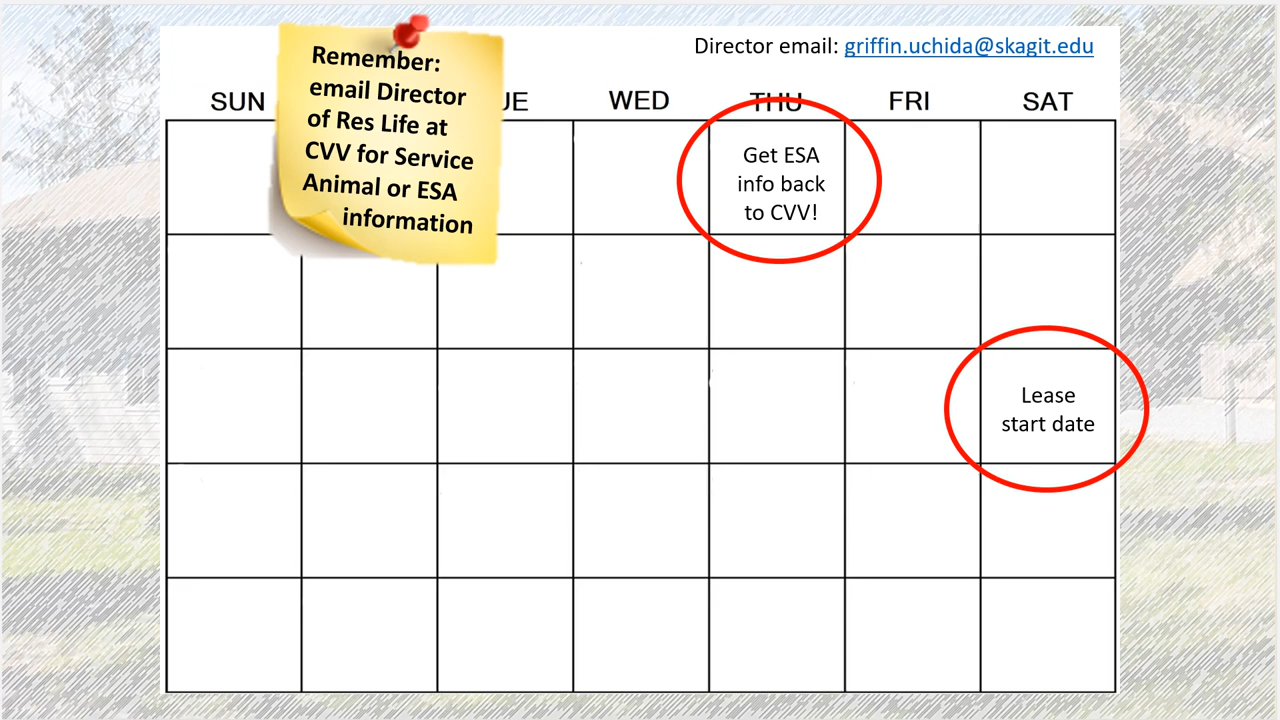 Director email: griffin.uchida@skagit.edu
Remember:
email Director
of Res Life at
CVV for Service
Animal or ESA
information
SUN UE WED THU FRI SAT
Get ESA
info back
to CVV!
Lease
start date